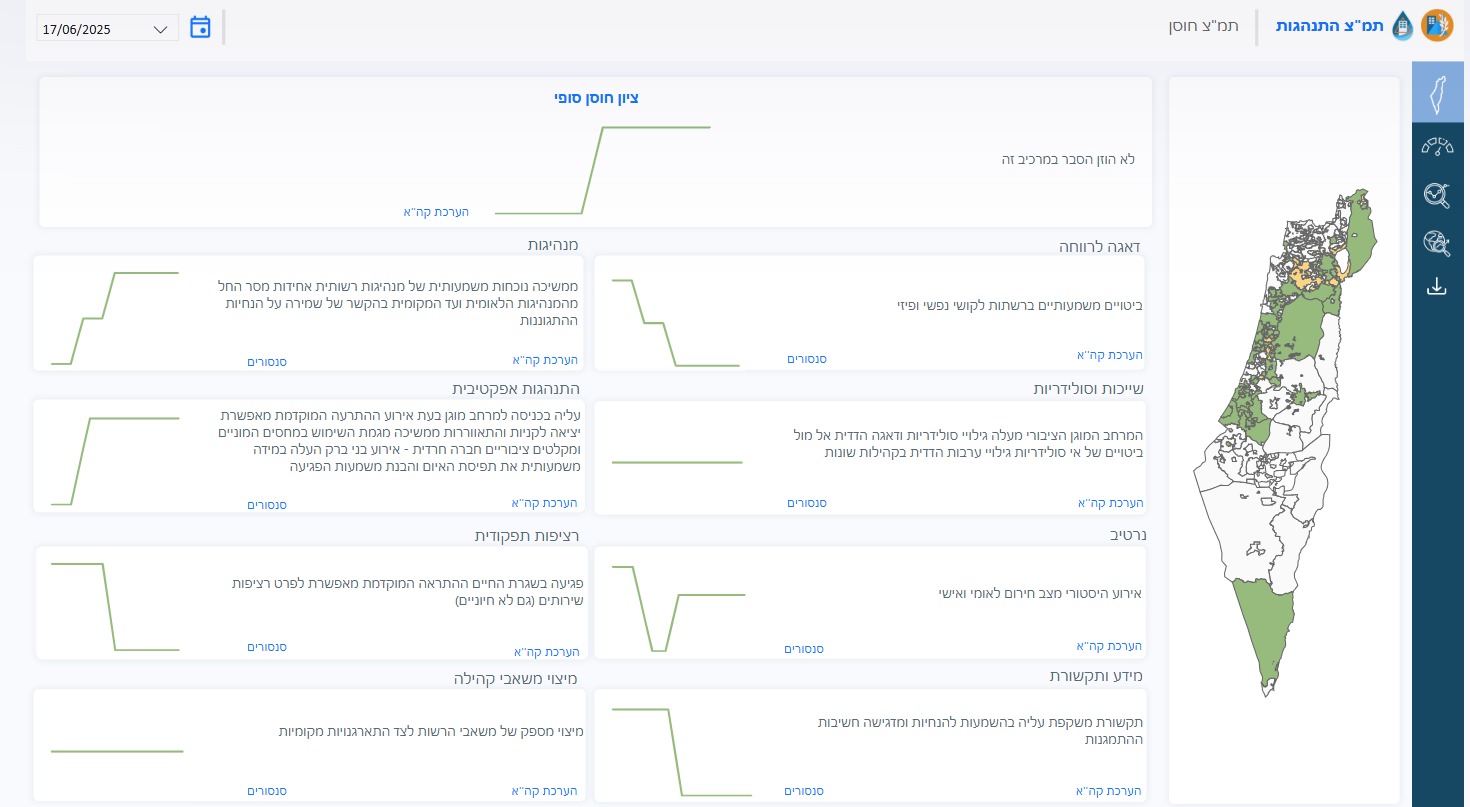 תמ"צ התנהגות
תמ"צ חוסן
17/06/2025
ציון חוסן סופי
לא הוזן הסבר במרכיב זה
הערכת קה"א
דאגה לרווחה
ביטויים משמעותיים ברשתות לקושי נפשי ופיזי
הערכת קה"א
סנסורים
מנהיגות
ממשיכה נוכחות משמעותית של מנהיגות רשותית אחידות מסר החל
מהמנהיגות הלאומית ועד המקומית בהקשר של שמירה על הנחיות
ההתגוננות
הערכת קה"א
סנסורים
שייכות וסולידריות
המרחב המוגן הציבורי מעלה גילויי סולידריות ודאגה הדדית אל מול
ביטויים של אי סולידריות גילויי ערבות הדדית בקהילות שונות
הערכת קה"א
סנסורים
התנהגות אפקטיבית
עליה בכניסה למרחב מוגן בעת אירוע ההתרעה המוקדמת מאפשרת
יציאה לקניות והתאווררות ממשיכה מגמת השימוש במחסים המוניים
ומקלטים ציבוריים חברה חרדית - אירוע בני ברק העלה במידה
משמעותית את תפיסת האיום והבנת משמעות הפגיעה
הערכת קה"א
סנסורים
נרטיב
אירוע היסטורי מצב חירום לאומי ואישי
הערכת קה"א
סנסורים
רציפות תפקודית
פגיעה בשגרת החיים ההתראה המוקדמת מאפשרת לפרט רציפות
שירותים (גם לא חיוניים)
הערכת קה"א
סנסורים
מידע ותקשורת
תקשורת משקפת עליה בהשמעות להנחיות ומדגישה חשיבות
ההתמגנות
הערכת קה"א
סנסורים
מיצוי משאבי קהילה
מיצוי מספק של משאבי הרשות לצד התארגנויות מקומיות
הערכת קה"א
סנסורים